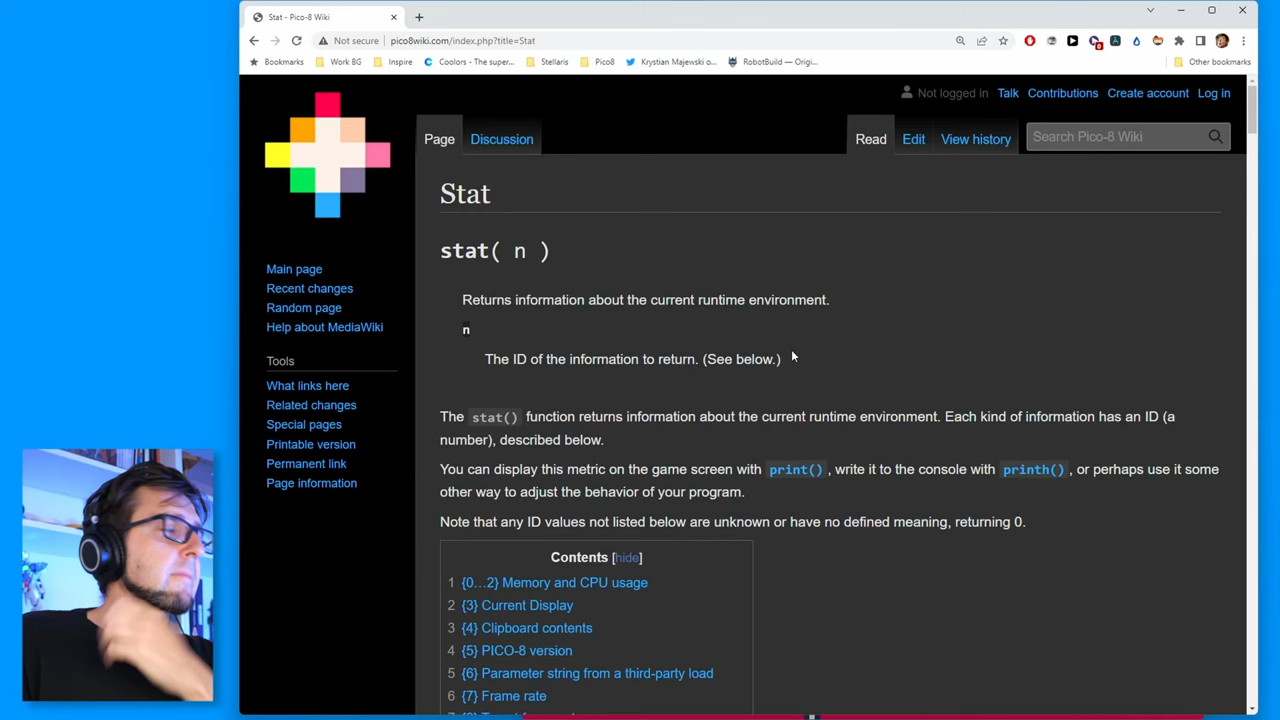 Stat - Pico-8 Wiki
Not secure
pico8wiki.com/index.php?title=Stat
Bookmarks
Work BG
Inspire
Coolors - The super...
Stellaris
Pico8
Krystian Majewski o...
RobotBuild — Origi...
Other bookmarks
Not logged in
Talk
Contributions
Create account
Log in
Page
Discussion
Read
Edit
View history
Search Pico-8 Wiki
Main page
Recent changes
Random page
Help about MediaWiki
Tools
What links here
Related changes
Special pages
Printable version
Permanent link
Page information
Stat
stat( n )
Returns information about the current runtime environment.
n
The ID of the information to return. (See below.)
The stat() function returns information about the current runtime environment. Each kind of information has an ID (a
number), described below.
You can display this metric on the game screen with print(), write it to the console with printh(), or perhaps use it some
other way to adjust the behavior of your program.
Note that any ID values not listed below are unknown or have no defined meaning, returning 0.
Contents [hide]
1 {0…2} Memory and CPU usage
2 {3} Current Display
3 {4} Clipboard contents
4 {5} PICO-8 version
5 {6} Parameter string from a third-party load
6 {7} Frame rate